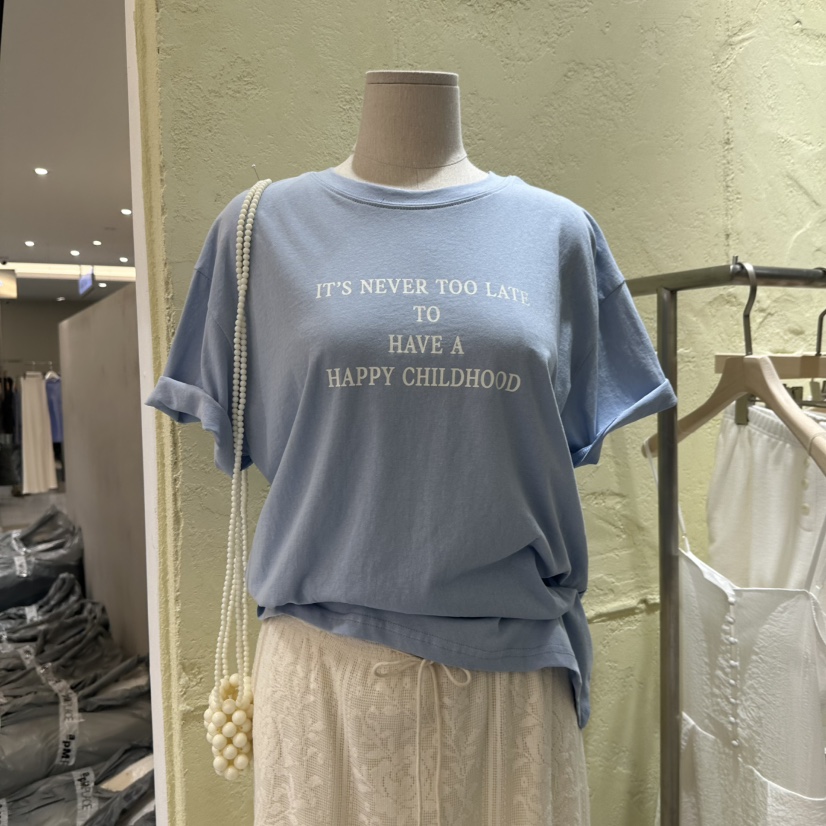 IT'S NEVER TOO LATE
TO
HAVE A
HAPPY CHILDHOOD